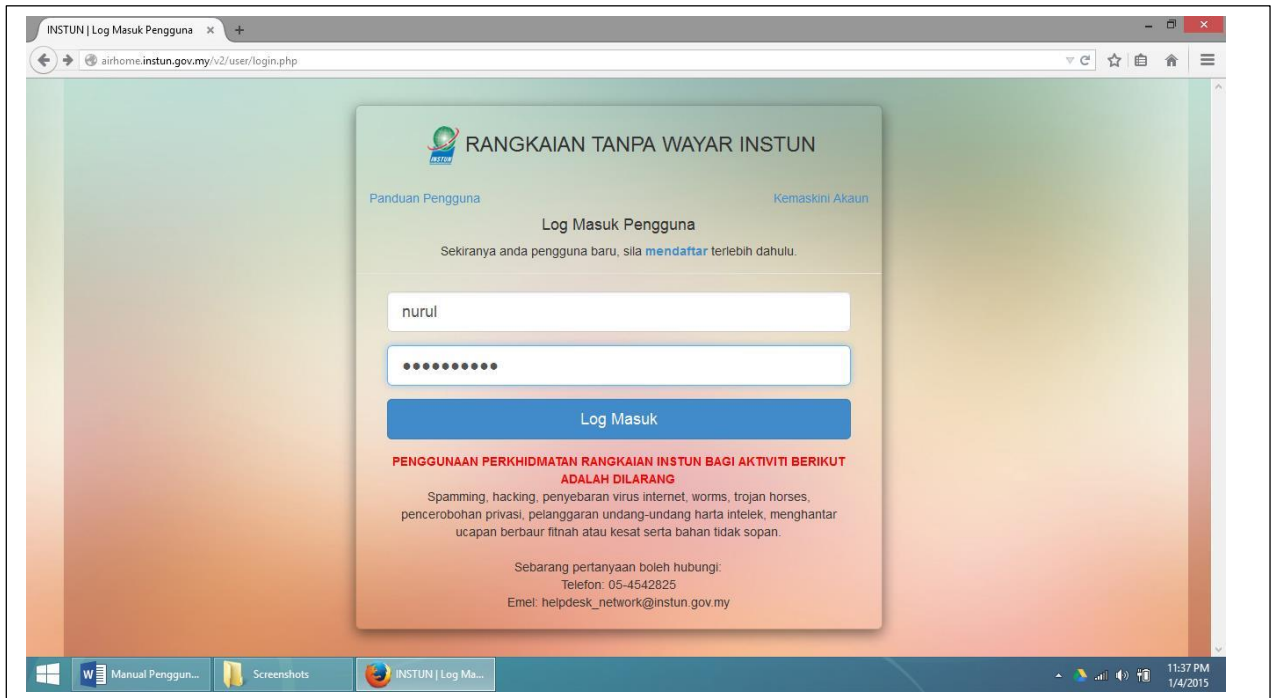 INSTUN | Log Masuk Pengguna
airhome.instun.gov.my/v2/user/login.php
INSTUN
RANGKAIAN TANPA WAYAR INSTUN
Panduan Pengguna
Kemaskini Akaun
Log Masuk Pengguna
Sekiranya anda pengguna baru, sila mendaftar terlebih dahulu.
nurul
••••••••••
Log Masuk
PENGGUNAAN PERKHIDMATAN RANGKAIAN INSTUN BAGI AKTIVITI BERIKUT
ADALAH DILARANG
Spamming, hacking, penyebaran virus internet, worms, trojan horses,
pencerobohan privasi, pelanggaran undang-undang harta intelek, menghantar
ucapan berbaur fitnah atau kesat serta bahan tidak sopan.
Sebarang pertanyaan boleh hubungi:
Telefon: 05-4542825
Emel: helpdesk_network@instun.gov.my
Manual Penggun...
Screenshots
INSTUN | Log Ma...
11:37 PM
1/4/2015